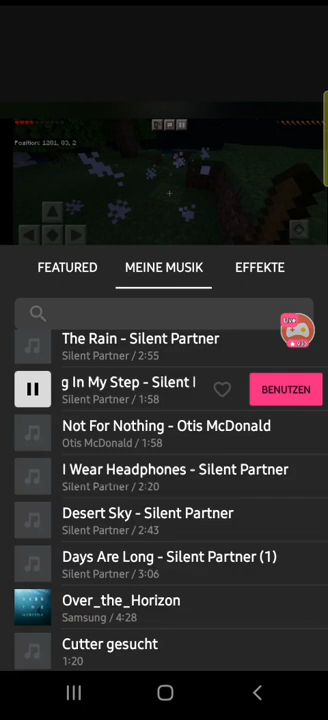 Position: 1281, 63, 2
FEATURED
MEINE MUSIK
EFFEKTE
Live
The Rain - Silent Partner
Silent Partner / 2:55
g In My Step - Silent
Silent Partner / 1:58
BENUTZEN
Not For Nothing - Otis McDonald
Otis McDonald / 1:58
I Wear Headphones - Silent Partner
Silent Partner / 2:20
Desert Sky - Silent Partner
Silent Partner / 2:43
Days Are Long - Silent Partner (1)
Silent Partner / 3:06
Over_the_Horizon
Samsung / 4:28
Cutter gesucht
1:20